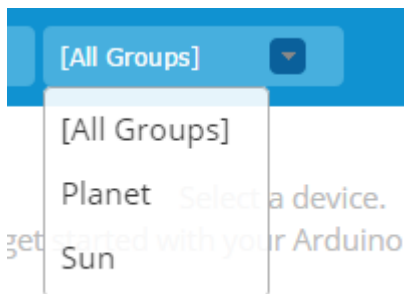 [All Groups]
[All Groups]
Planet
Select a device.
get started with your Arduino
Sun